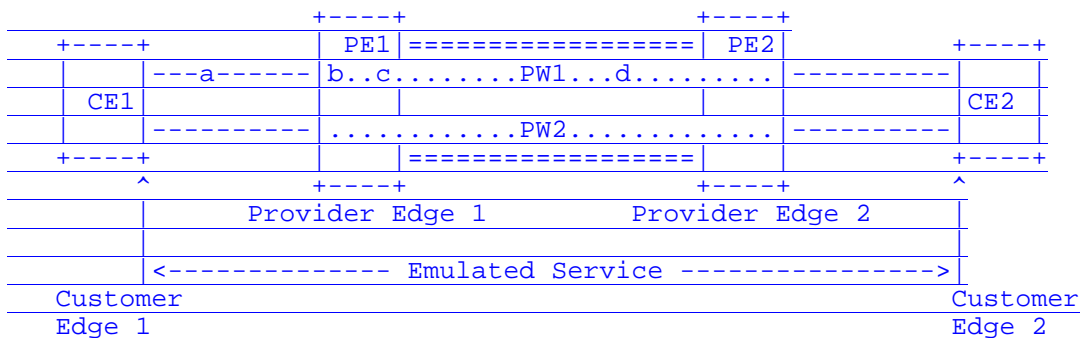 +----+                  +----+
   +----+          | PE1|==================| PE2|          +----+
   |    |---a------|b..c........PW1...d.........|----------|    |
   | CE1|          |    |                  |    |          |CE2 |
   |    |----------|.............PW2.............|----------|    |
   +----+          |    |==================|    |          +----+
        ^          +----+                  +----+          ^
        |      Provider Edge 1         Provider Edge 2     |
        |                                                  |
        |<-------------- Emulated Service ---------------->|
   Customer                                                Customer
   Edge 1                                                  Edge 2